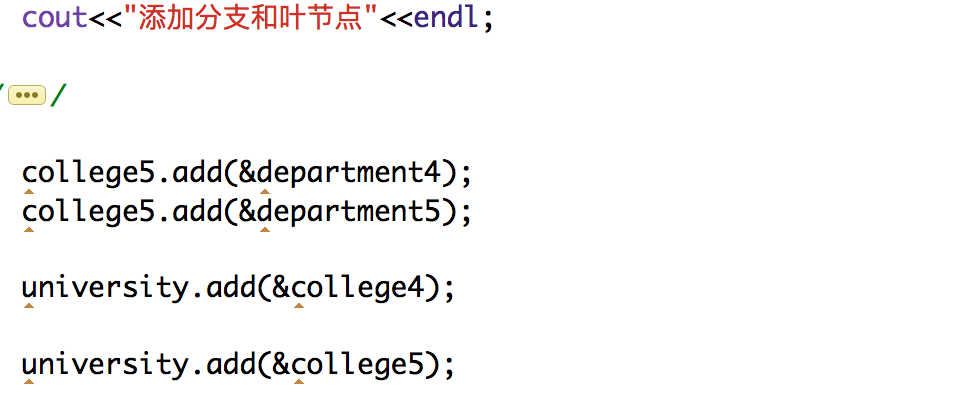 cout<<"添加分支和叶节点"<<endl;
/•••/
college5.add(&department4);
college5.add(&department5);
university.add(&college4);
university.add(&college5);